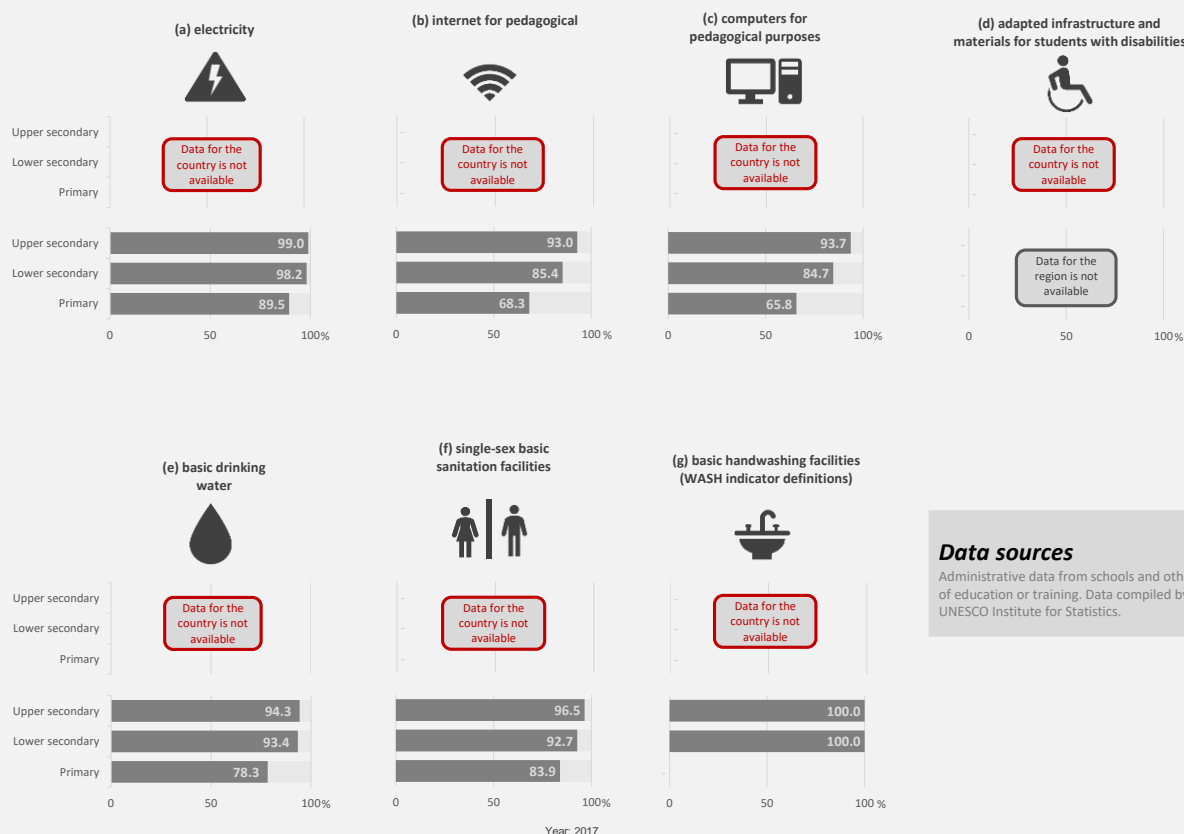 (a) electricity
(b) internet for pedagogical
(c) computers for
pedagogical purposes
(d) adapted infrastructure and
materials for students with disabilities
Upper secondary
Lower secondary
Primary
Data for the
country is not
available
Data for the
country is not
available
Data for the
country is not
available
Data for the
country is not
available
Upper secondary
Lower secondary
Primary
99.0
98.2
89.5
93.0
85.4
68.3
93.7
84.7
65.8
Data for the
region is not
available
0 50 100%
0 50 100%
0 50 100%
0 50 100%
(e) basic drinking
water
(f) single-sex basic
sanitation facilities
(g) basic handwashing facilities
(WASH indicator definitions)
Upper secondary
Lower secondary
Primary
Data for the
country is not
available
Data for the
country is not
available
Data for the
country is not
available
Data sources
Administrative data from schools and oth
of education or training. Data compiled b
UNESCO Institute for Statistics.
Upper secondary
Lower secondary
Primary
94.3
93.4
78.3
96.5
92.7
83.9
100.0
100.0
0 50 100%
0 50 100%
0 50 100%
Year: 2017